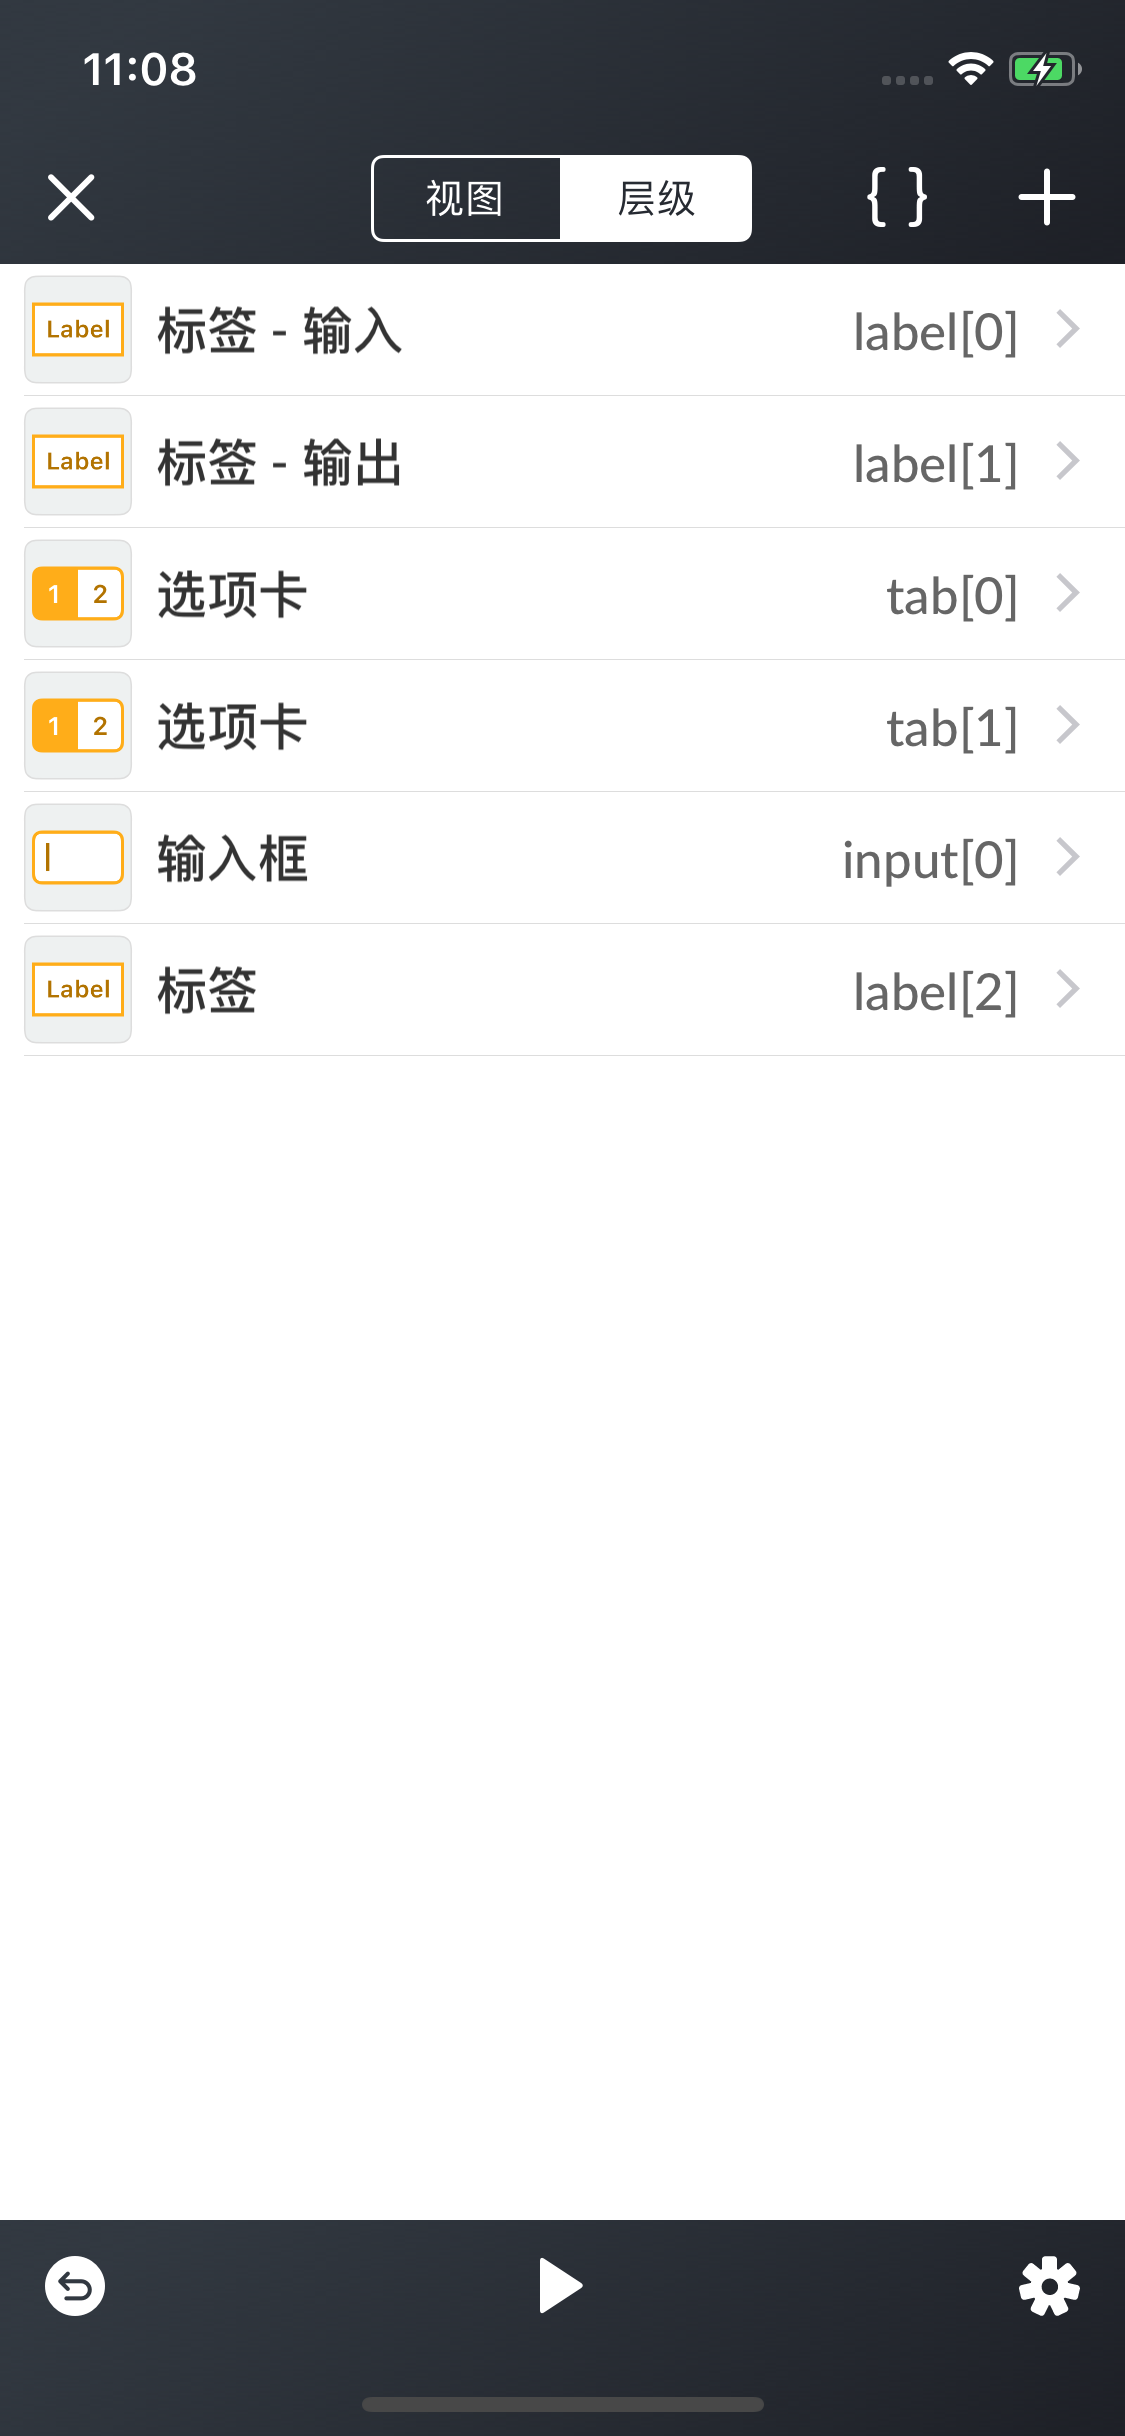 11:08
视图 层级 { }
Label 标签 - 输入 label[0]
Label 标签 - 输出 label[1]
1 2 选项卡 tab[0]
1 2 选项卡 tab[1]
输入框 input[0]
Label 标签 label[2]